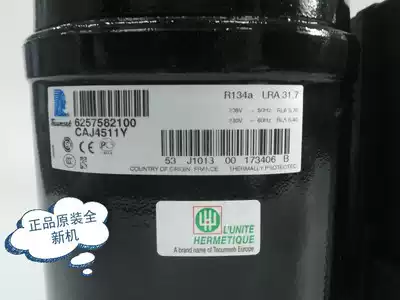 R134a LRA 31.7
Tecumseh
6257582100
CAJ4511Y
53 J1013 00 173406 B
COUNTRY OF ORIGIN: FRANCE THERMALLY PROTECTED
L'UNITE
HERMETIQUE
A brand name of Tecumseh Europe
正品原装全
新机